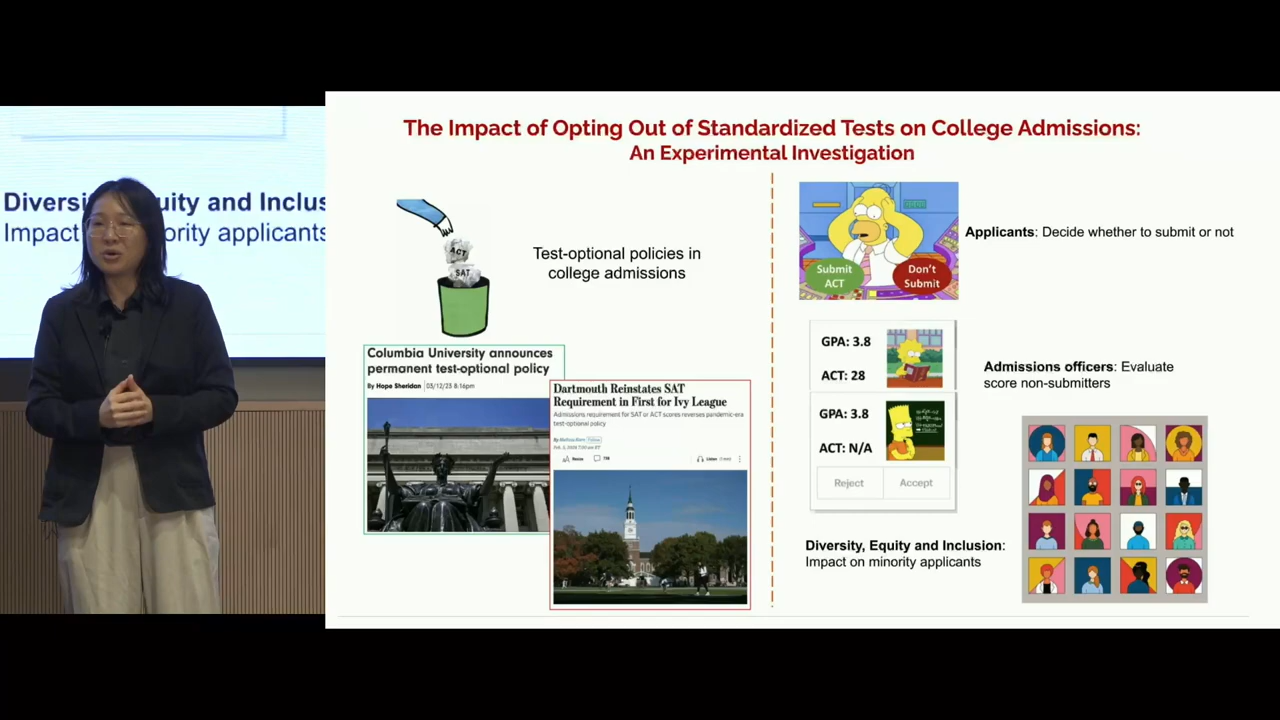 Diversi
uity and Inclus
Impact
ority applicants
The Impact of Opting Out of Standardized Tests on College Admissions:
An Experimental Investigation
ACT
SAT
Test-optional policies in
college admissions
Columbia University announces
permanent test-optional policy
By Hope Sheridan | 03/12/23 8:16pm
Dartmouth Reinstates SAT
Requirement in First for Ivy League
Admissions requirement for SAT or ACT scores reverses pandemic-era
test-optional policy
Submit
ACT
Don't
Submit
Applicants: Decide whether to submit or not
GPA: 3.8
ACT: 28
GPA: 3.8
ACT: N/A
Reject
Accept
Admissions officers: Evaluate
score non-submitters
Diversity, Equity and Inclusion:
Impact on minority applicants